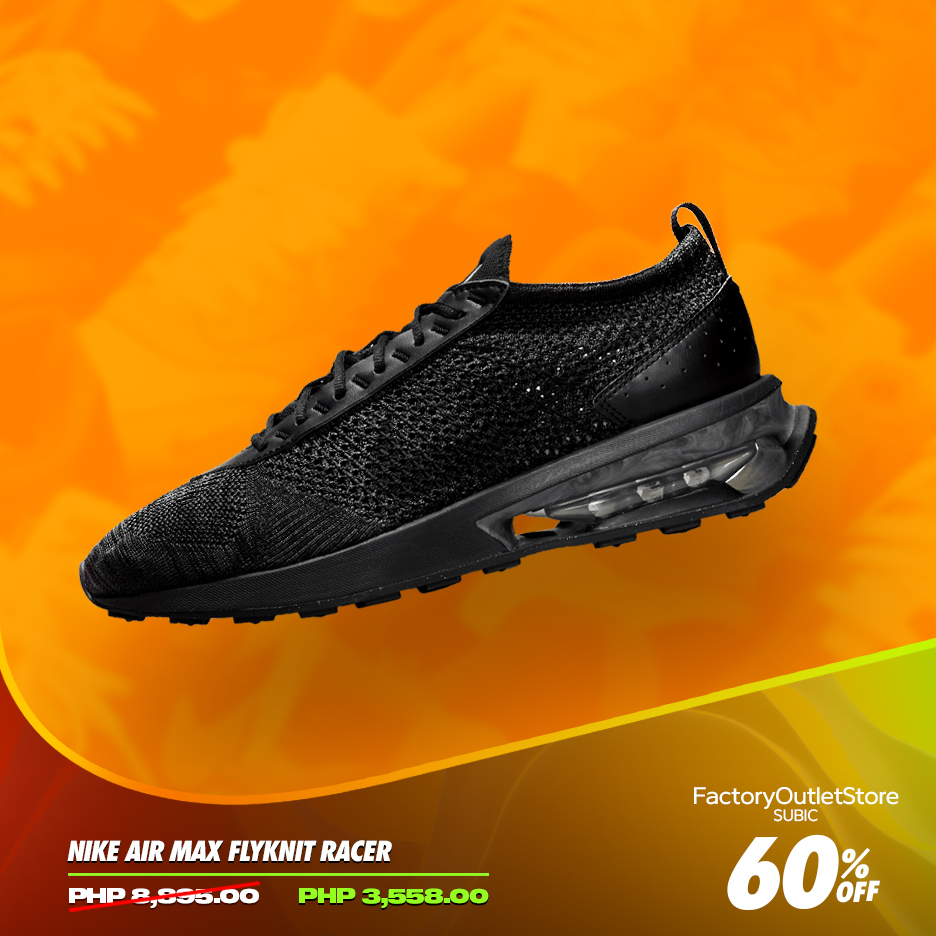 FactoryOutletStore
SUBIC
60% OFF
NIKE AIR MAX FLYKNIT RACER
PHP 8,895.00 PHP 3,558.00